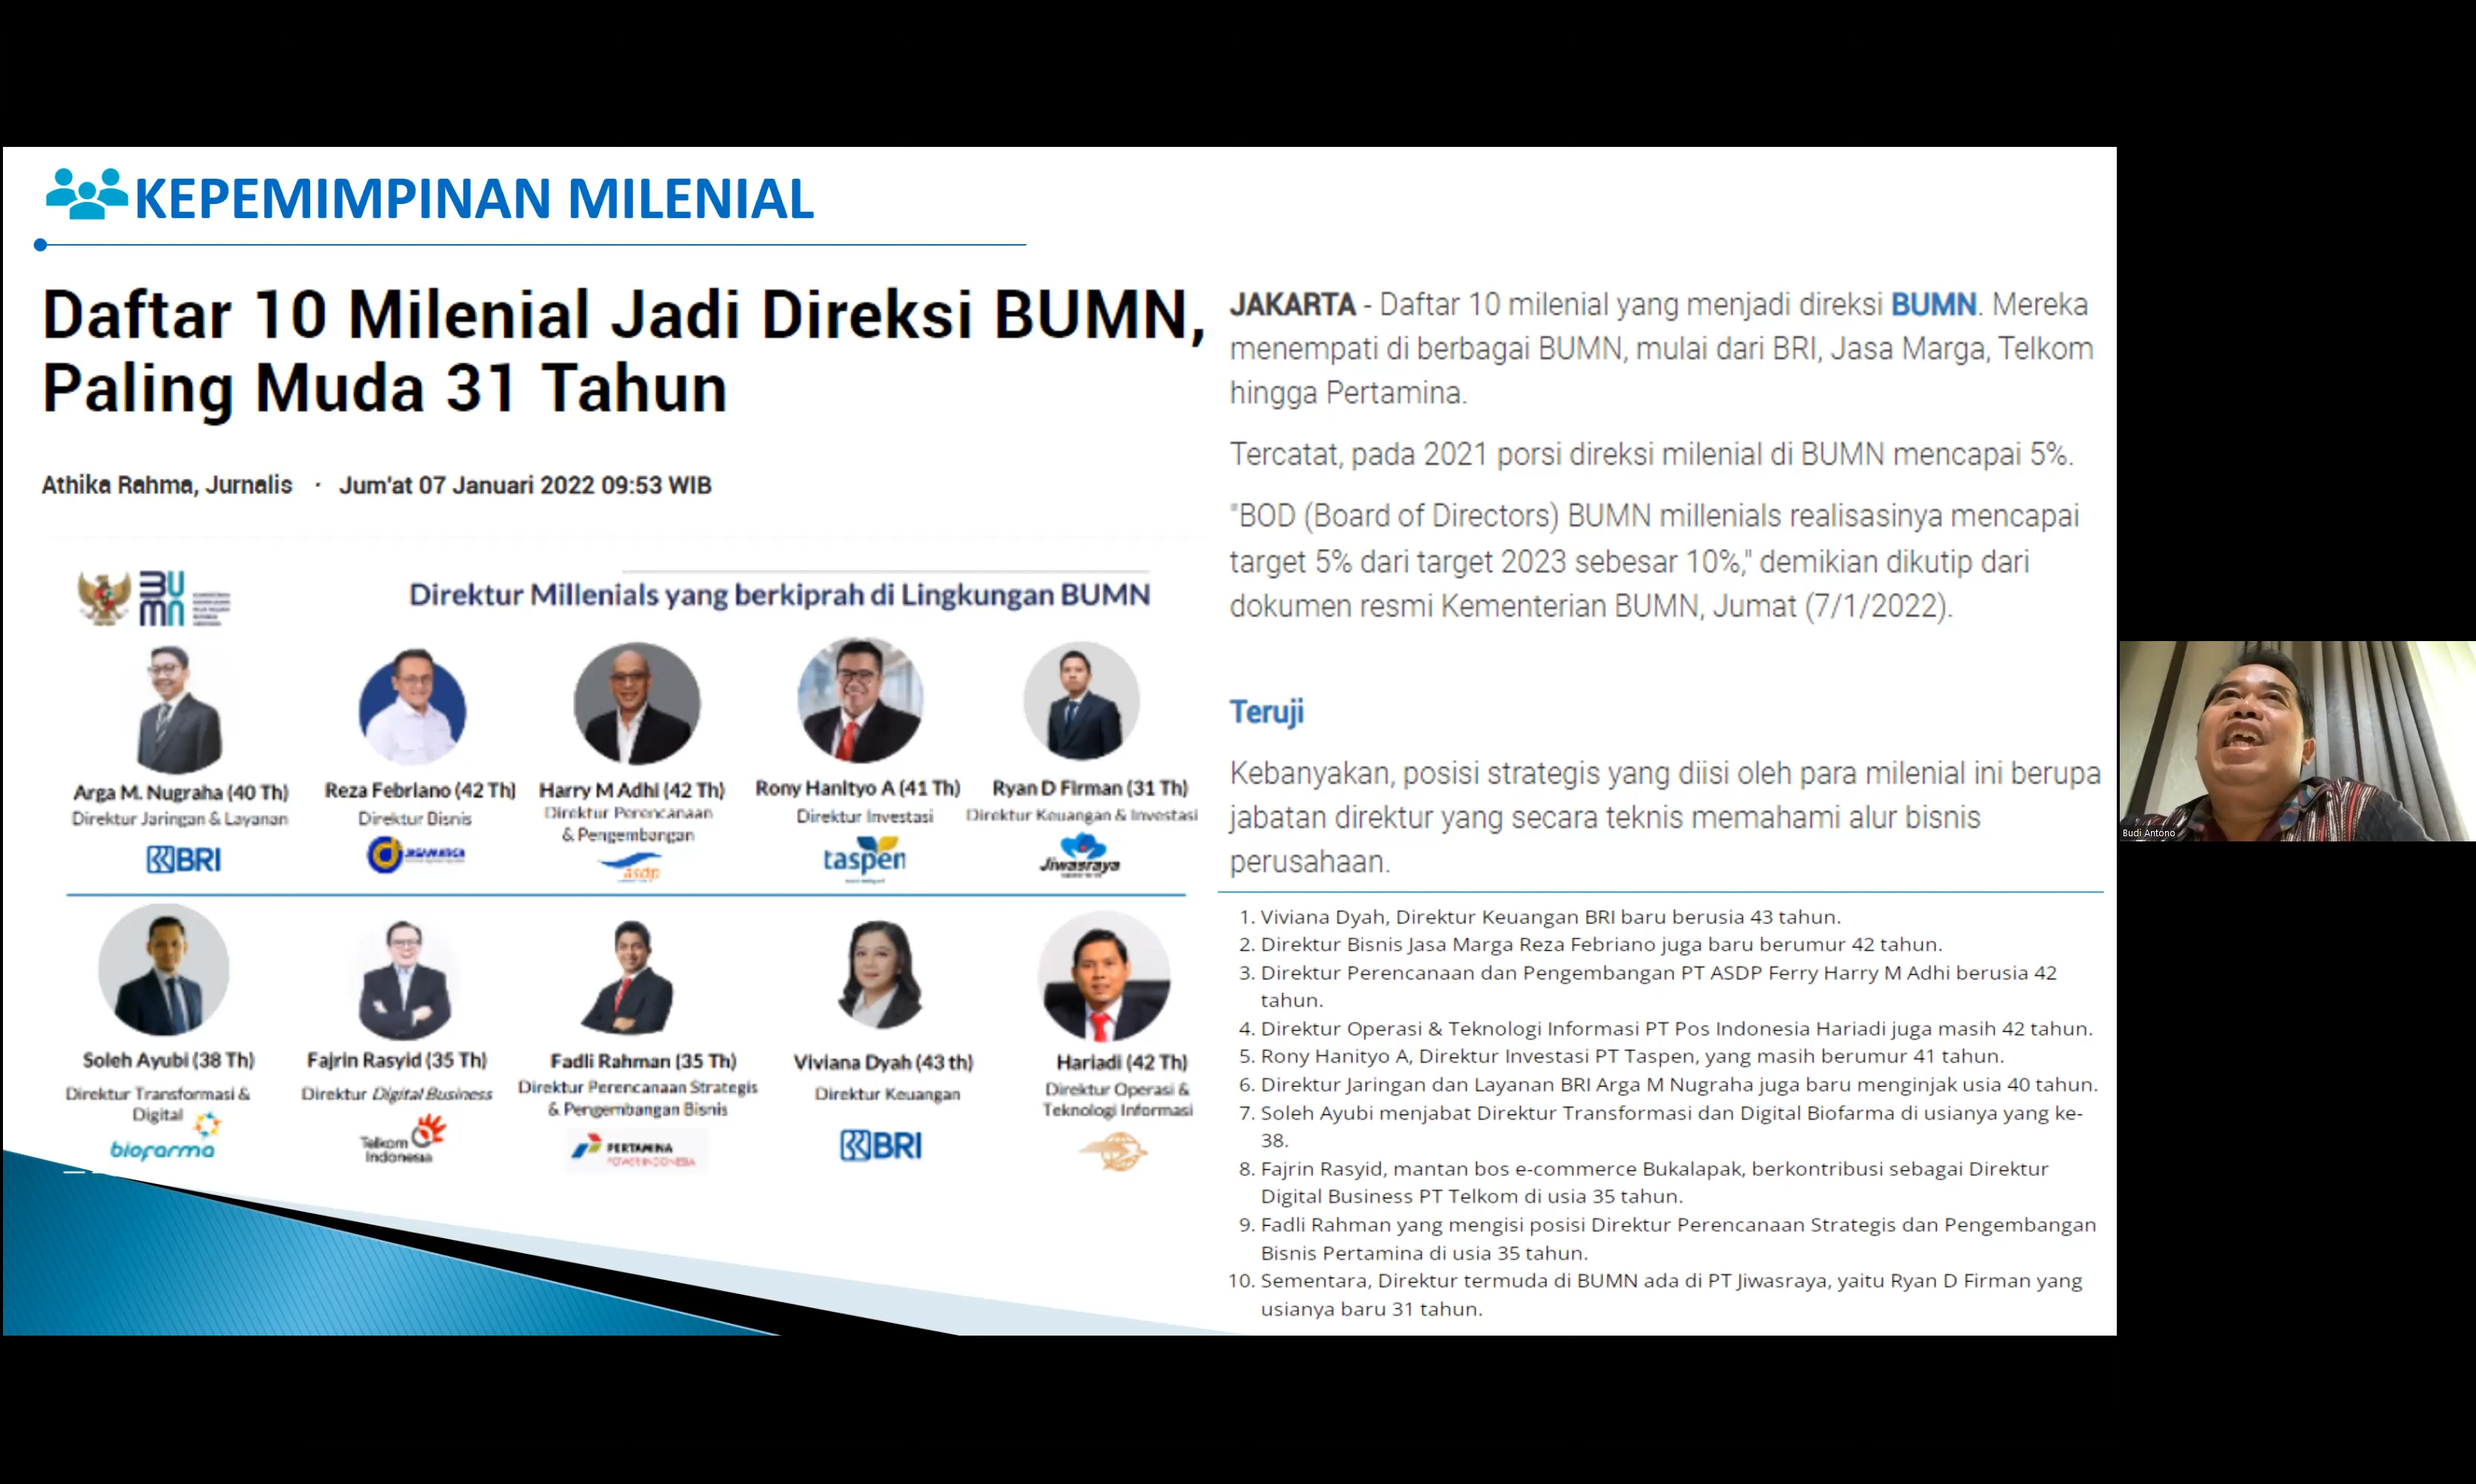 KEPEMIMPINAN MILENIAL
Daftar 10 Milenial Jadi Direksi BUMN,
Paling Muda 31 Tahun
Athika Rahma, Jurnalis · Jum'at 07 Januari 2022 09:53 WIB
BUMN
Direktur Millenials yang berkiprah di Lingkungan BUMN
Arga M. Nugraha (40 Th)
Direktur Jaringan & Layanan
BRI
Reza Febriano (42 Th)
Direktur Bisnis
JASAMARGA
Harry M Adhi (42 Th)
Direktur Perencanaan
& Pengembangan
asdp
Rony Hanityo A (41 Th)
Direktur Investasi
taspen
Ryan D Firman (31 Th)
Direktur Keuangan & Investasi
Jiwasraya
Soleh Ayubi (38 Th)
Direktur Transformasi &
Digital
biofarma
Fajrin Rasyid (35 Th)
Direktur Digital Business
Telkom
Indonesia
Fadli Rahman (35 Th)
Direktur Perencanaan Strategis
& Pengembangan Bisnis
PERTAMINA
POWER INDONESIA
Viviana Dyah (43 th)
Direktur Keuangan
BRI
Hariadi (42 Th)
Direktur Operasi &
Teknologi Informasi
JAKARTA - Daftar 10 milenial yang menjadi direksi BUMN. Mereka
menempati di berbagai BUMN, mulai dari BRI, Jasa Marga, Telkom
hingga Pertamina.
Tercatat, pada 2021 porsi direksi milenial di BUMN mencapai 5%.
"BOD (Board of Directors) BUMN millenials realisasinya mencapai
target 5% dari target 2023 sebesar 10%," demikian dikutip dari
dokumen resmi Kementerian BUMN, Jumat (7/1/2022).
Teruji
Kebanyakan, posisi strategis yang diisi oleh para milenial ini berupa
jabatan direktur yang secara teknis memahami alur bisnis
perusahaan.
1. Viviana Dyah, Direktur Keuangan BRI baru berusia 43 tahun.
2. Direktur Bisnis Jasa Marga Reza Febriano juga baru berumur 42 tahun.
3. Direktur Perencanaan dan Pengembangan PT ASDP Ferry Harry M Adhi berusia 42
tahun.
4. Direktur Operasi & Teknologi Informasi PT Pos Indonesia Hariadi juga masih 42 tahun.
5. Rony Hanityo A, Direktur Investasi PT Taspen, yang masih berumur 41 tahun.
6. Direktur Jaringan dan Layanan BRI Arga M Nugraha juga baru menginjak usia 40 tahun.
7. Soleh Ayubi menjabat Direktur Transformasi dan Digital Biofarma di usianya yang ke-
38.
8. Fajrin Rasyid, mantan bos e-commerce Bukalapak, berkontribusi sebagai Direktur
Digital Business PT Telkom di usia 35 tahun.
9. Fadli Rahman yang mengisi posisi Direktur Perencanaan Strategis dan Pengembangan
Bisnis Pertamina di usia 35 tahun.
10. Sementara, Direktur termuda di BUMN ada di PT Jiwasraya, yaitu Ryan D Firman yang
usianya baru 31 tahun.
Budi Antono